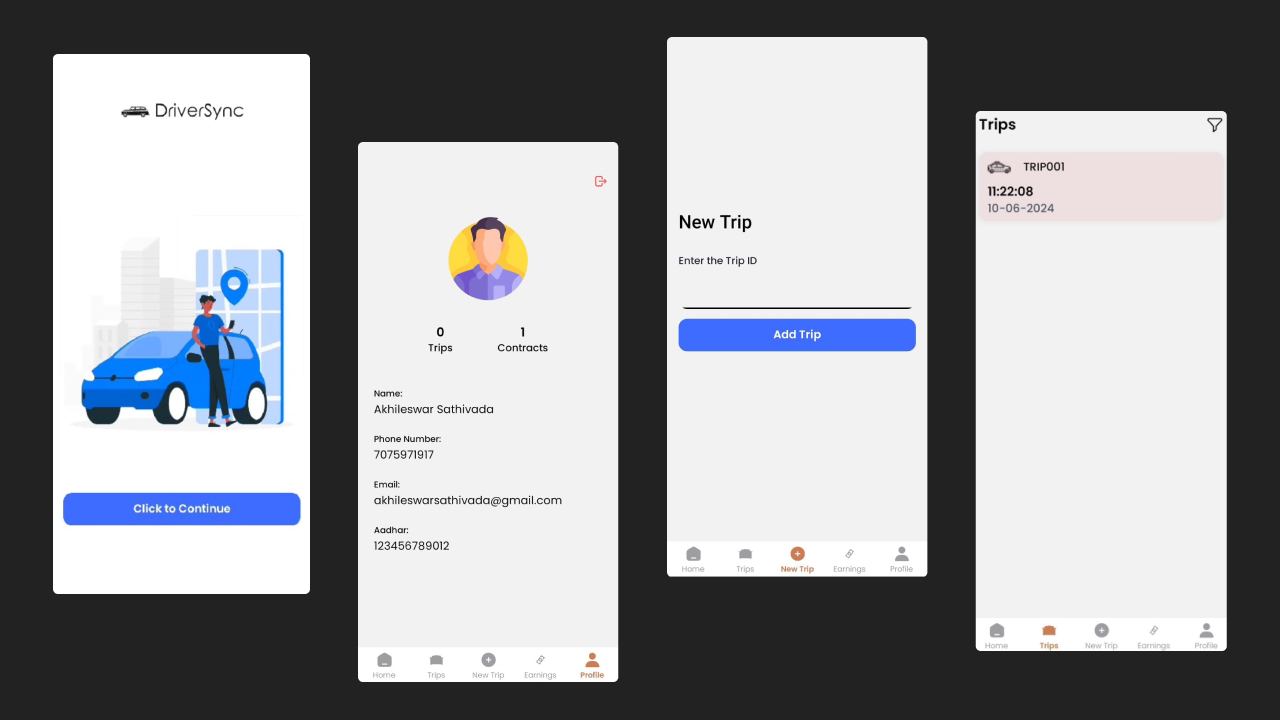 DriverSync
Click to Continue
0
1
Trips
Contracts
Name:
Akhileswar Sathivada
Phone Number:
7075971917
Email:
akhileswarsathivada@gmail.com
Aadhar:
123456789012
Home
Trips
New Trip
Earnings
Profile
New Trip
Enter the Trip ID
Add Trip
Home
Trips
New Trip
Earnings
Profile
Trips
TRIP001
11:22:08
10-06-2024
Home
Trips
New Trip
Earnings
Profile